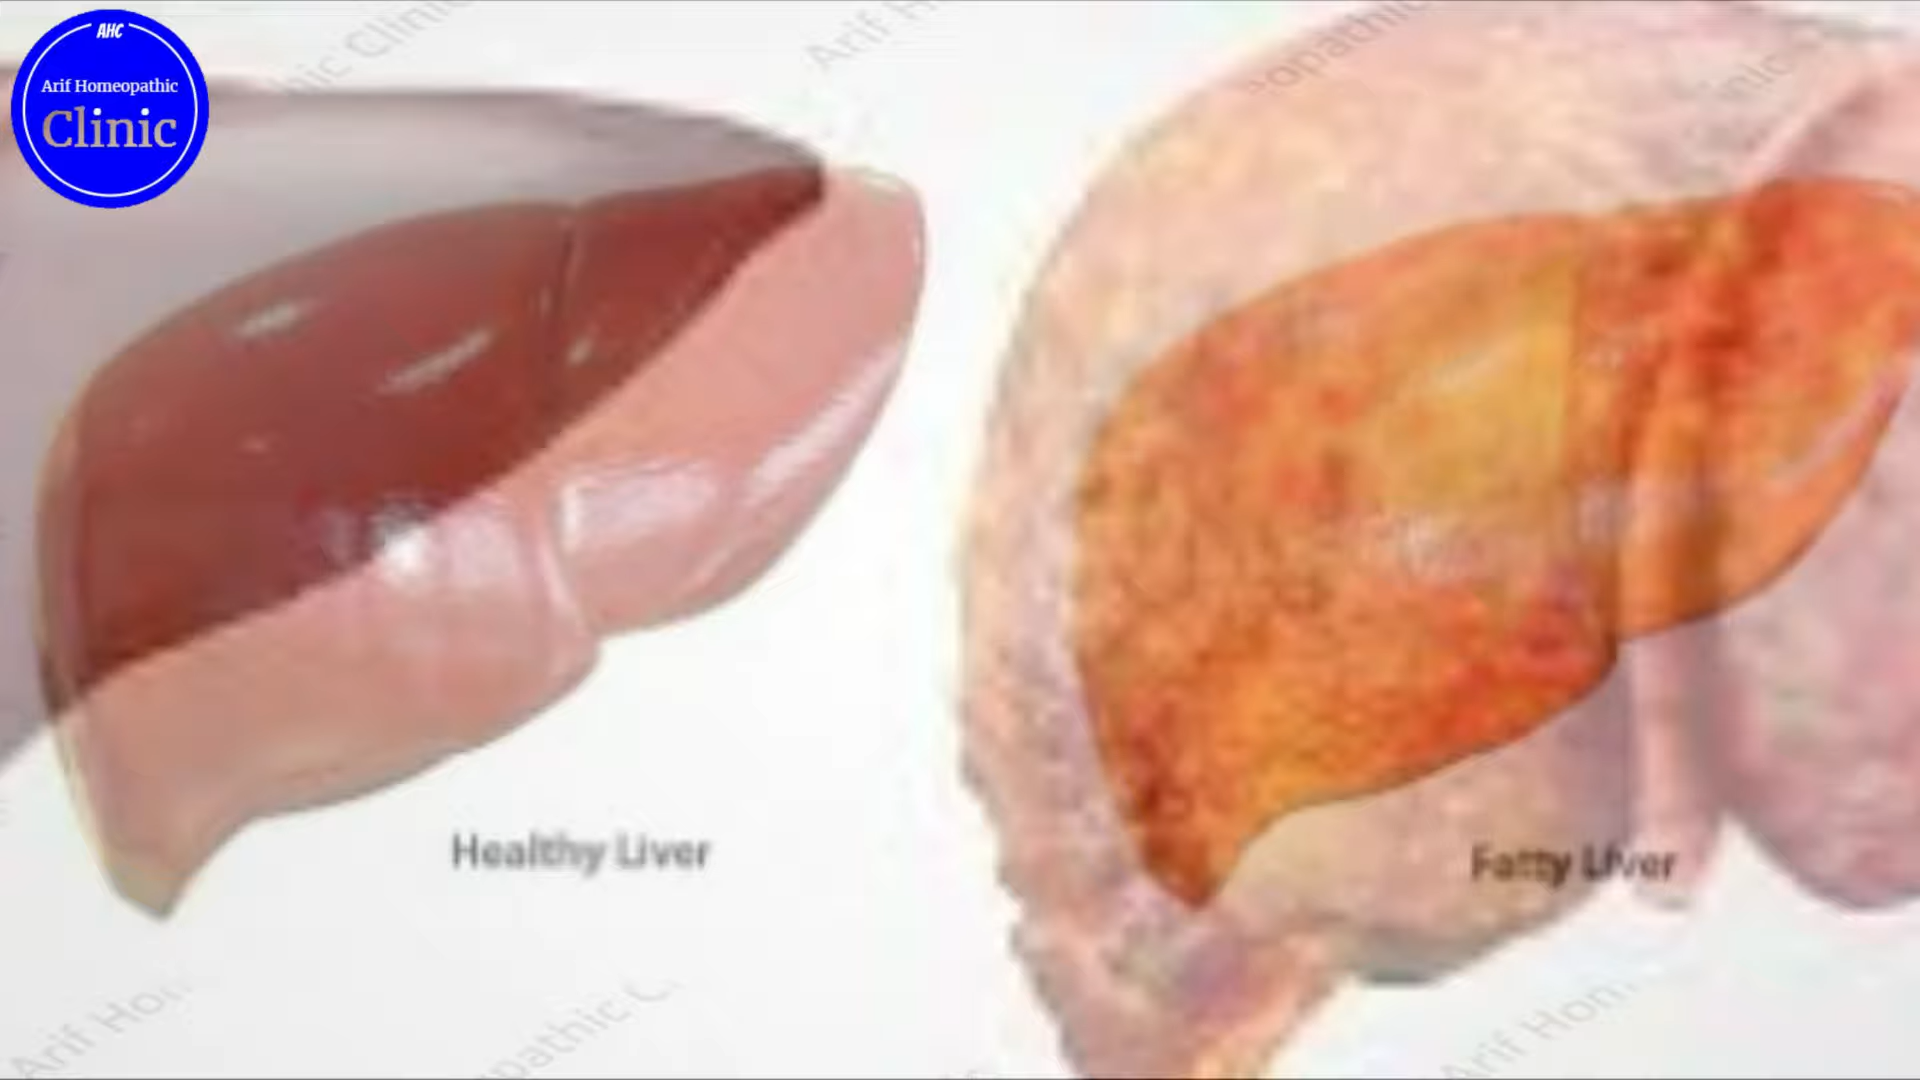 AHC
Arif Homeopathic
Clinic
Healthy Liver
Fatty Liver